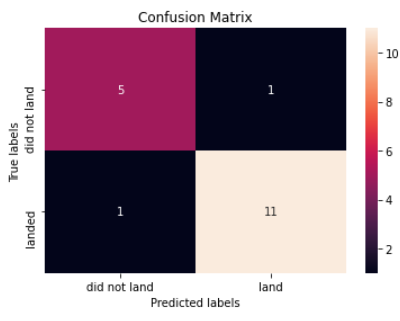 Confusion Matrix
True labels
did not land
landed
5
1
1
11
did not land
land
Predicted labels
10
8
6
4
2